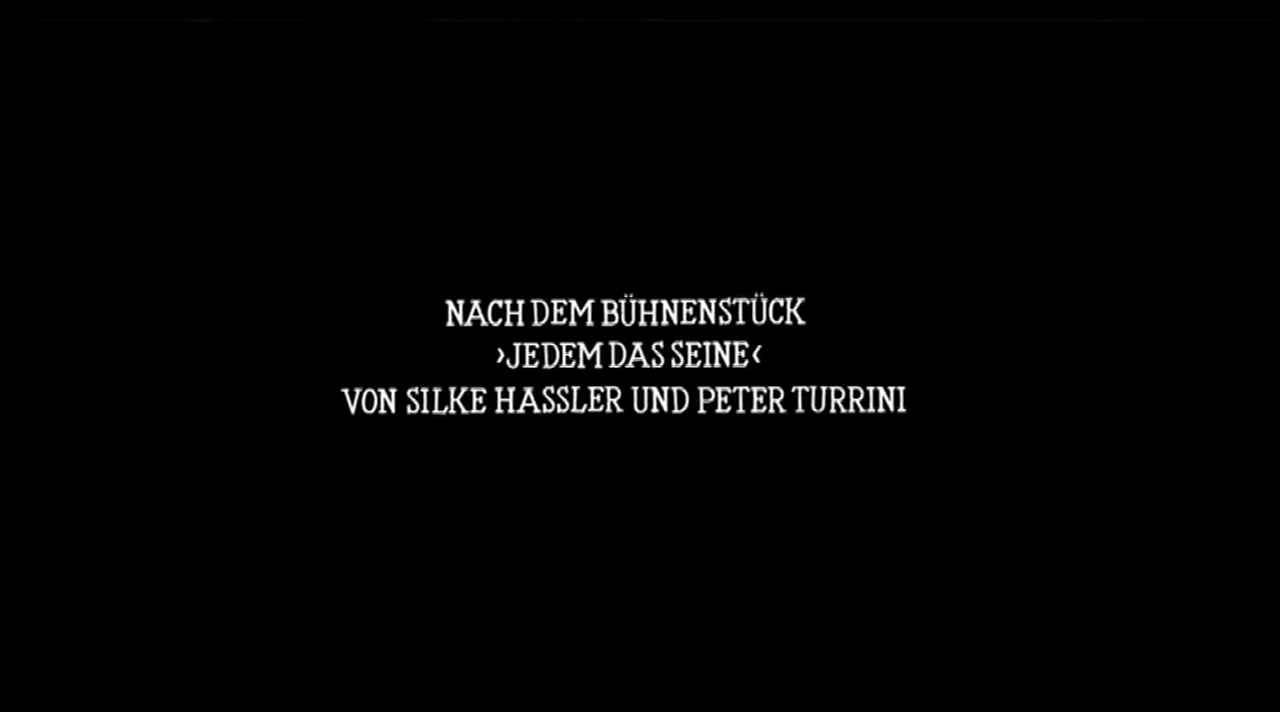 NACH DEM BÜHNENSTÜCK
›JEDEM DAS SEINE‹
VON SILKE HASSLER UND PETER TURRINI